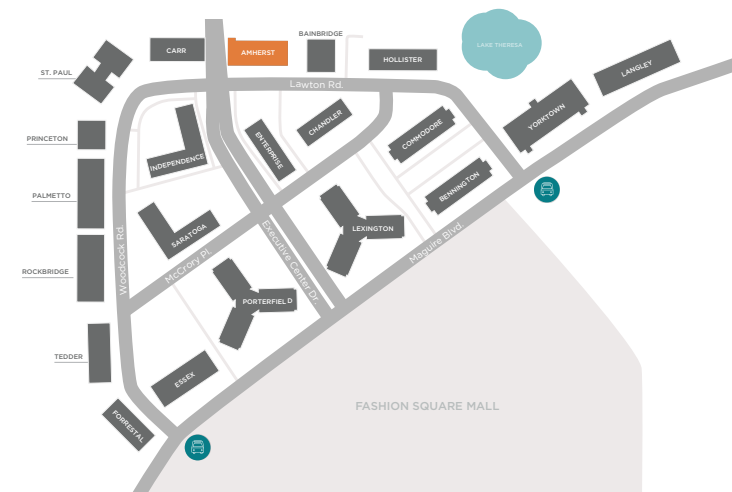 BAINBRIDGE
CARR
AMHERST
HOLLISTER
LAKE THERESA
ST. PAUL
LANGLEY
Lawton Rd.
YORKTOWN
CHANDLER
COMMODORE
PRINCETON
ENTERPRISE
INDEPENDENCE
BENNINGTON
PALMETTO
SARATOGA
LEXINGTON
Woodcock Rd.
Executive Center Dr.
Maguire Blvd.
McCrory Pl.
ROCKBRIDGE
PORTERFIELD
TEDDER
ESSEX
FASHION SQUARE MALL
FORRESTAL